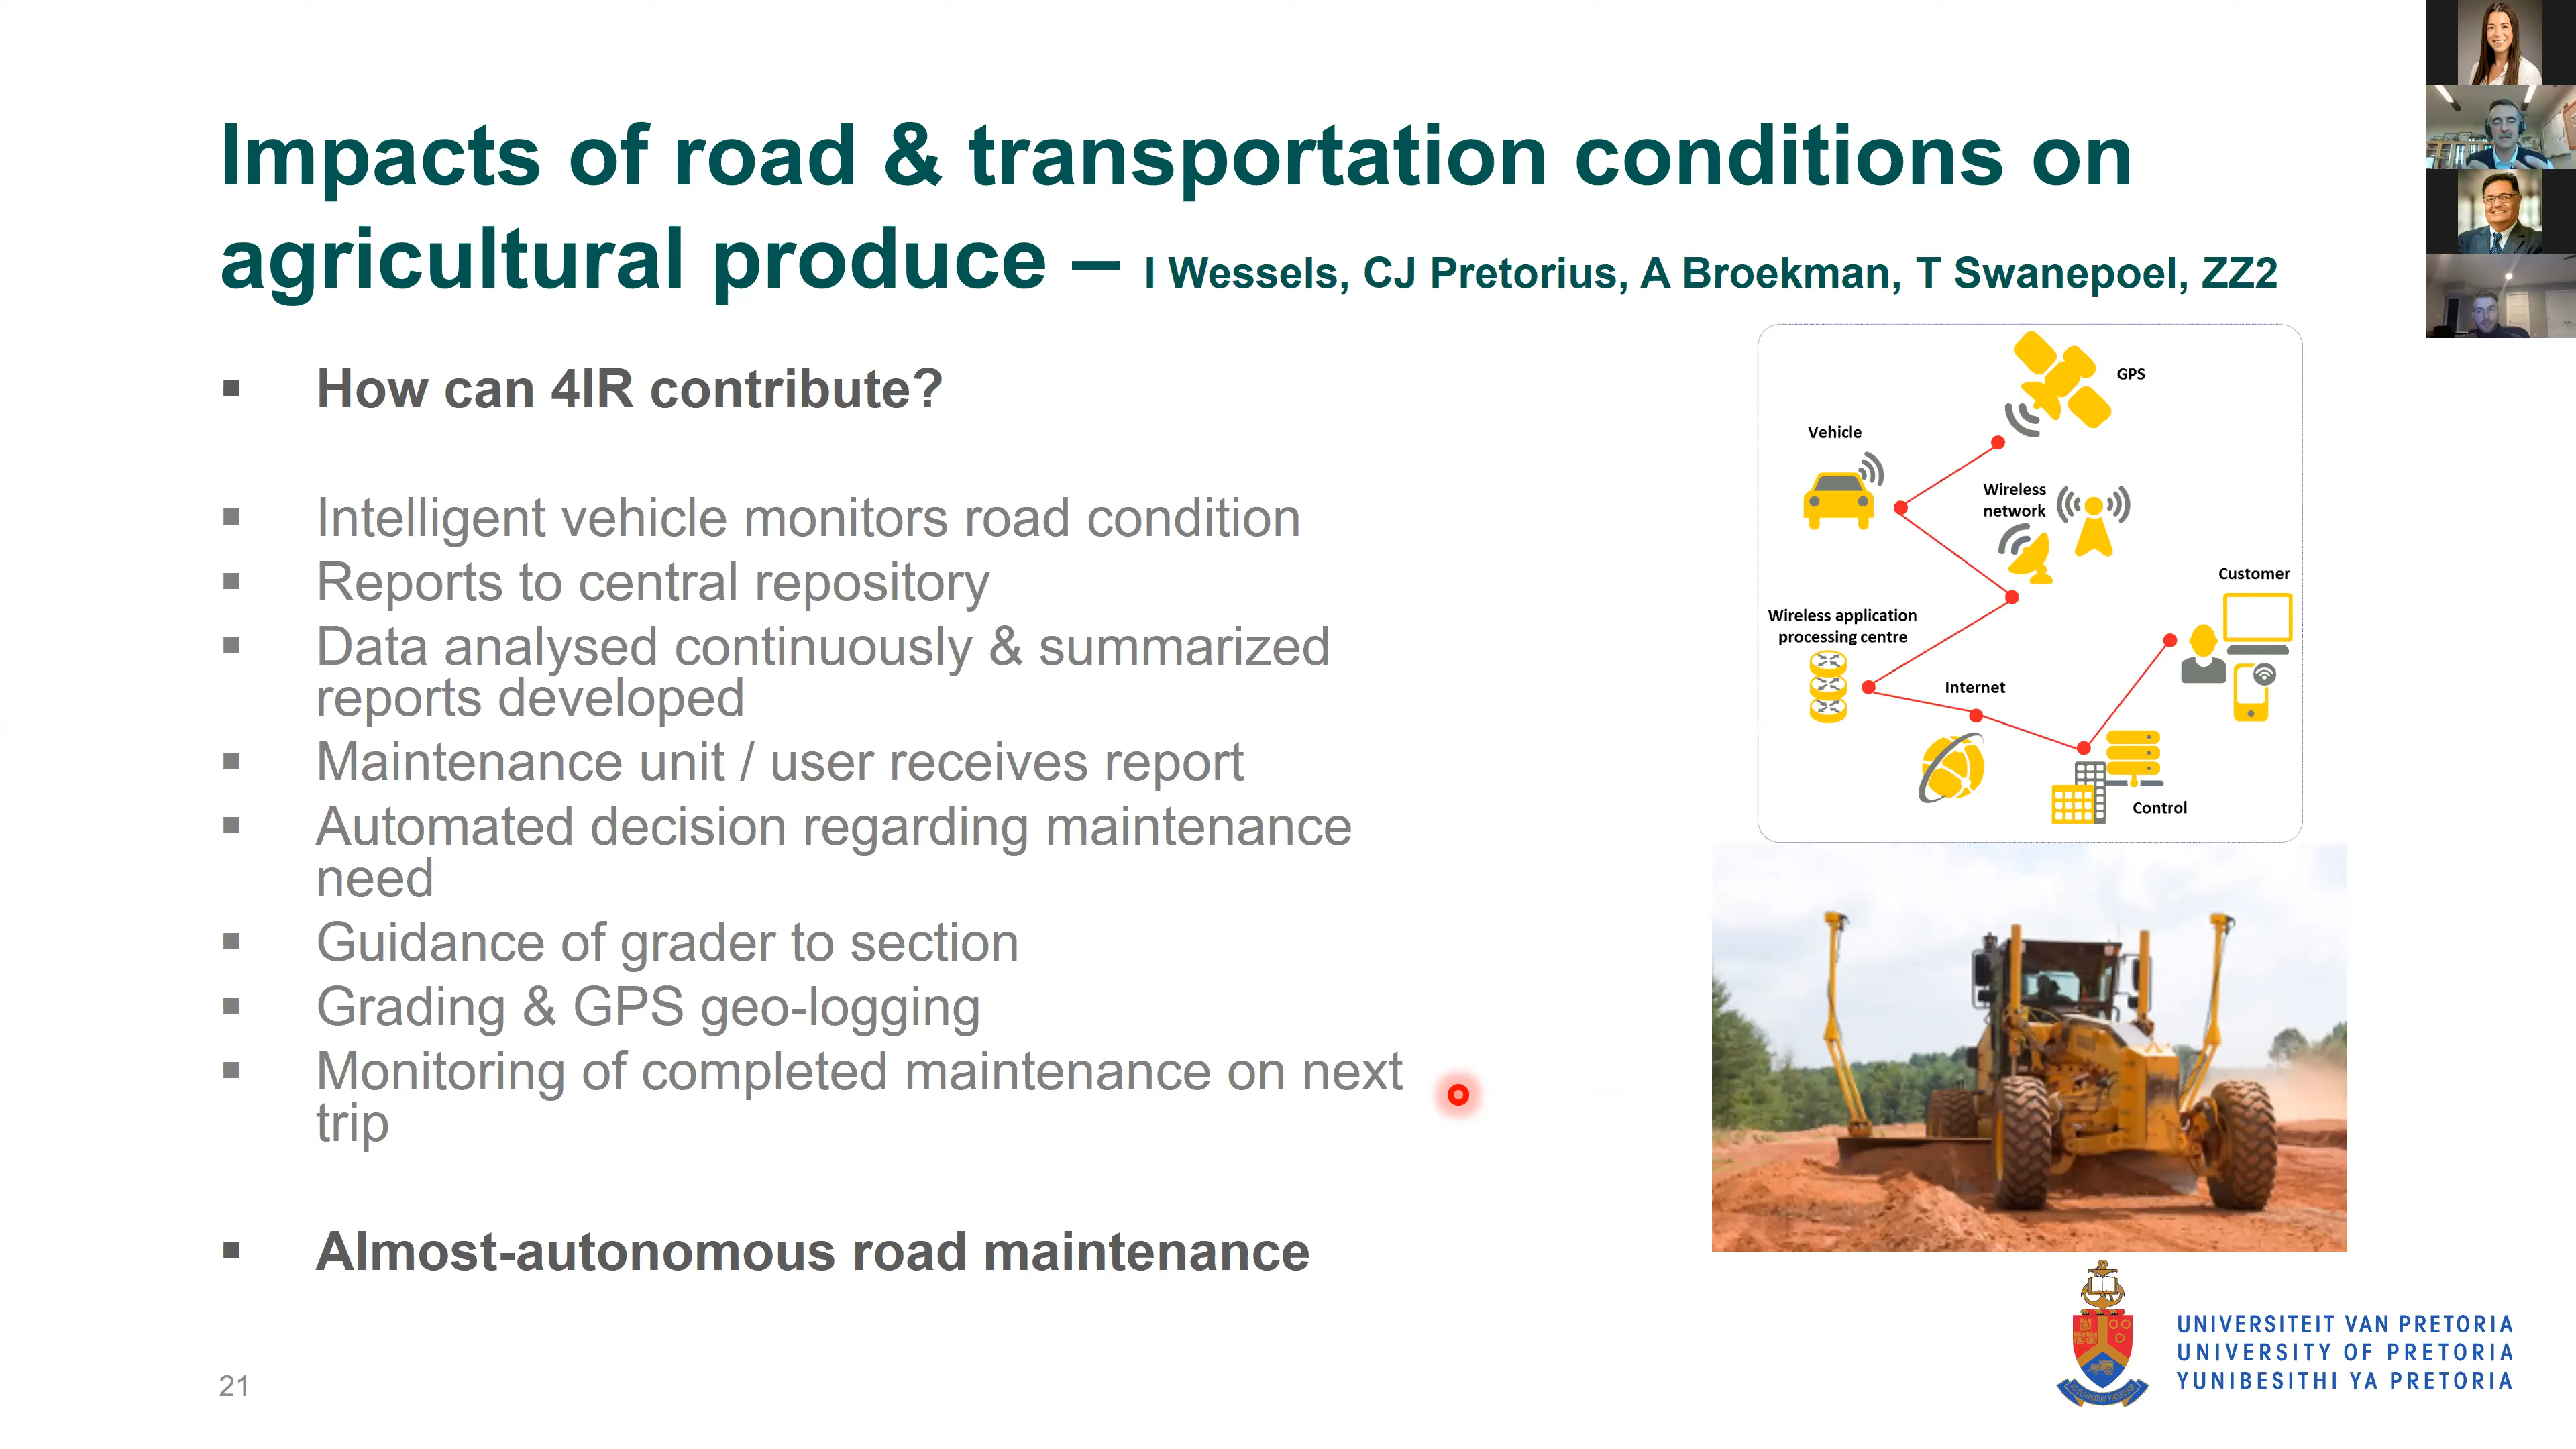 Impacts of road & transportation conditions on
agricultural produce – I Wessels, CJ Pretorius, A Broekman, T Swanepoel, ZZ2
How can 4IR contribute?
Intelligent vehicle monitors road condition
Reports to central repository
Data analysed continuously & summarized
reports developed
Maintenance unit / user receives report
Automated decision regarding maintenance
need
Guidance of grader to section
Grading & GPS geo-logging
Monitoring of completed maintenance on next
trip
Almost-autonomous road maintenance
GPS
Vehicle
Wireless
network
Customer
Wireless application
processing centre
Internet
Control
UNIVERSITEIT VAN PRETORIA
UNIVERSITY OF PRETORIA
YUNIBESITHI YA PRETORIA
21